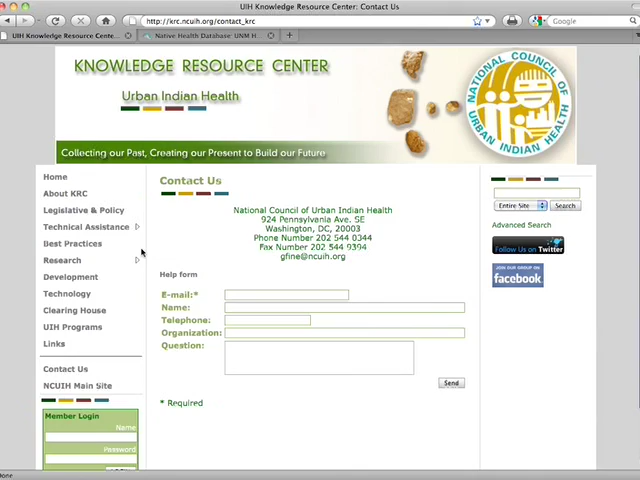 UIH Knowledge Resource Center: Contact Us
http://krc.ncuih.org/contact_krc
Google
UIH Knowledge Resource Cente...
Native Health Database: UNM H...
KNOWLEDGE RESOURCE CENTER
Urban Indian Health
NATIONAL COUNCIL OF URBAN INDIAN HEALTH
Collecting our Past, Creating our Present to Build our Future
Home
About KRC
Legislative & Policy
Technical Assistance
Best Practices
Research
Development
Technology
Clearing House
UIH Programs
Links
Contact Us
NCUIH Main Site
Member Login
Name
Password
Contact Us
National Council of Urban Indian Health
924 Pennsylvania Ave. SE
Washington, DC, 20003
Phone Number 202 544 0344
Fax Number 202 544 9394
gfine@ncuih.org
Help form
E-mail:*
Name:
Telephone:
Organization:
Question:
Send
* Required
Entire Site
Search
Advanced Search
Follow Us on Twitter
JOIN OUR GROUP ON
facebook
Done